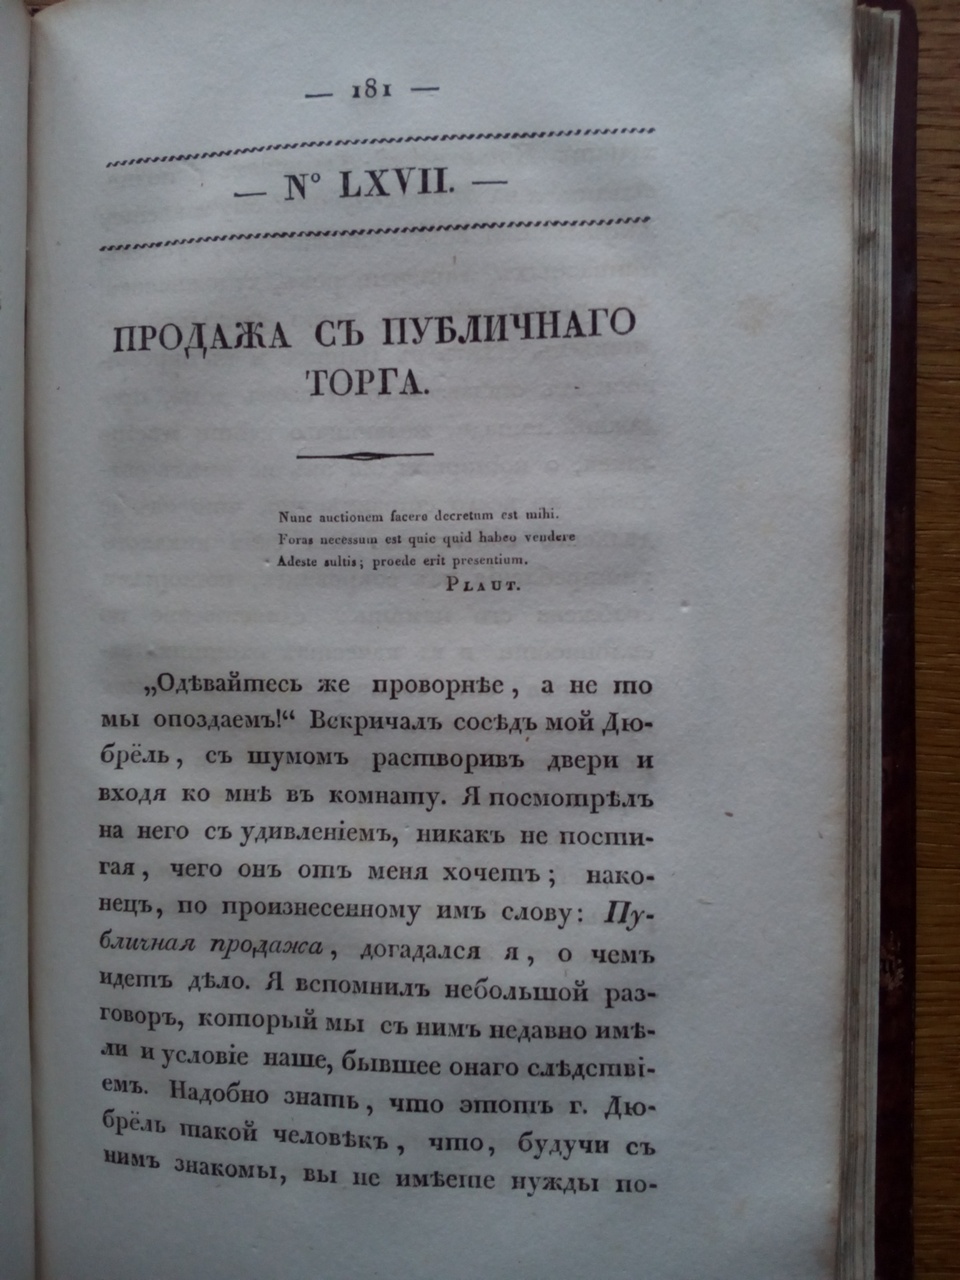 — 181 —
— N° LXVII. —
ПРОДАЖА СЪ ПУБЛИЧНАГО
ТОРГА.
Nunc auctionem facero decretum est mihi.
Foras necessum est quic quid habeo vendere
Adeste sultis; proede erit presentium.
PLAUT.
„Одѣвайтесь же проворнѣе, а не то
мы опоздаемъ!“ Вскричалъ сосѣдъ мой Дю-
брёль, съ шумомъ растворивъ двери и
входя ко мнѣ въ комнату. Я посмотрѣлъ
на него съ удивленіемъ, никакъ не пости-
гая, чего онъ отъ меня хочетъ; нако-
нецъ, по произнесенному имъ слову: Пу-
бличная продажа, догадался я, о чемъ
идетъ дѣло. Я вспомнилъ небольшой раз-
говоръ, который мы съ нимъ недавно имѣ-
ли и условіе наше, бывшее онаго слѣдстві-
емъ. Надобно знать, что этотъ г. Дю-
брёль такой человѣкъ, что, будучи съ
нимъ знакомы, вы не имѣете нужды по-